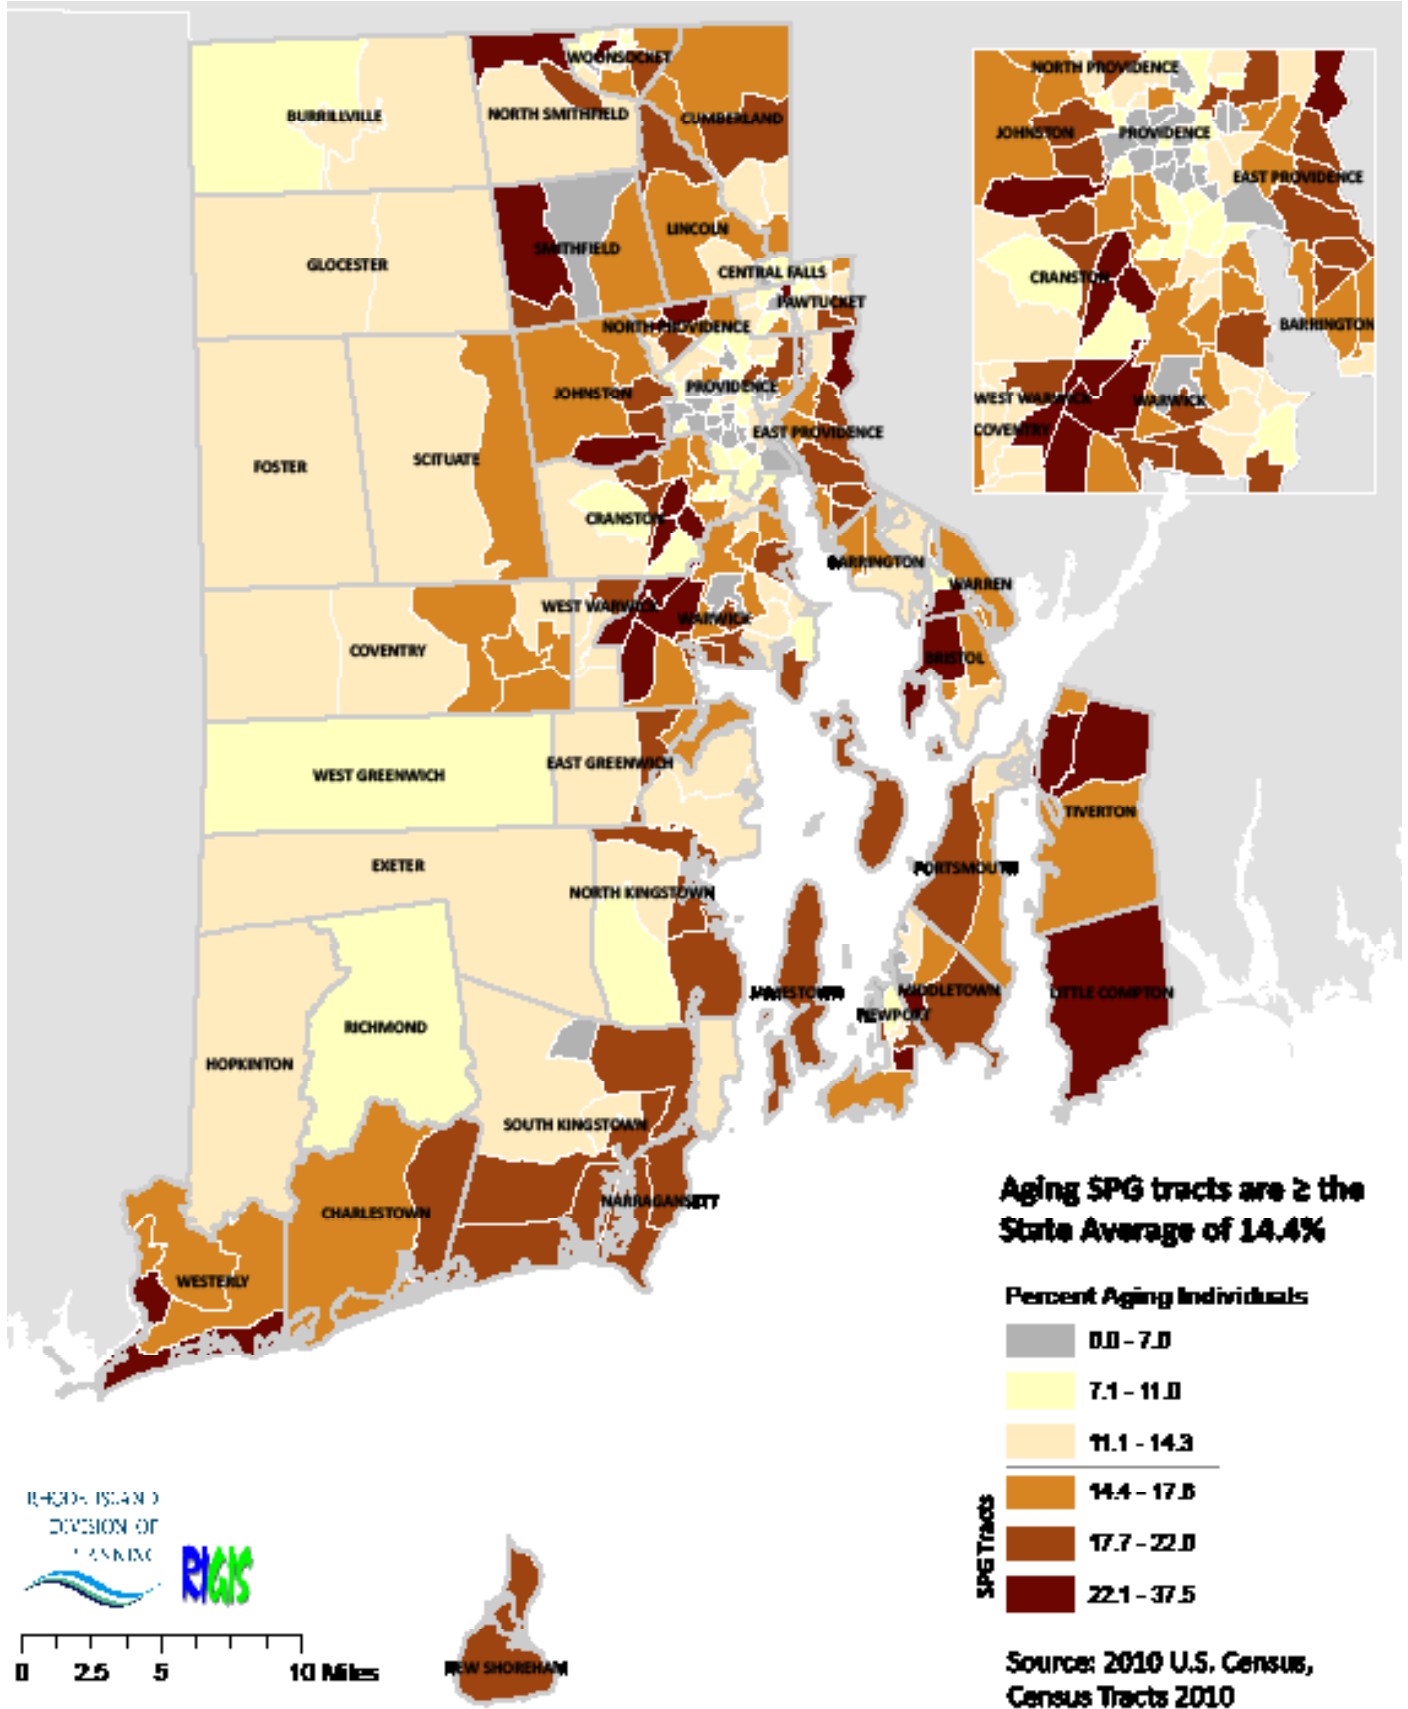 WOONSOCKET
BURRILLVILLE
NORTH SMITHFIELD
CUMBERLAND
GLOCESTER
SMITHFIELD
LINCOLN
CENTRAL FALLS
PAWTUCKET
NORTH PROVIDENCE
JOHNSTON
PROVIDENCE
EAST PROVIDENCE
FOSTER
SCITUATE
CRANSTON
BARRINGTON
WARREN
WEST WARWICK
WARWICK
COVENTRY
BRISTOL
WEST GREENWICH
EAST GREENWICH
TIVERTON
EXETER
PORTSMOUTH
NORTH KINGSTOWN
JAMESTOWN
MIDDLETOWN
LITTLE COMPTON
NEWPORT
RICHMOND
HOPKINTON
SOUTH KINGSTOWN
NARRAGANSETT
CHARLESTOWN
WESTERLY
NEW SHOREHAM
NORTH PROVIDENCE
JOHNSTON
PROVIDENCE
EAST PROVIDENCE
CRANSTON
BARRINGTON
WEST WARWICK
WARWICK
COVENTRY
Aging SPG tracts are ≥ the
State Average of 14.4%
Percent Aging Individuals
0.0 - 7.0
7.1 - 11.0
11.1 - 14.3
SPG Tracts
14.4 - 17.6
17.7 - 22.0
22.1 - 37.5
Source: 2010 U.S. Census,
Census Tracts 2010
RHODE ISLAND
DIVISION OF
PLANNING
RIGIS
0 2.5 5 10 Miles